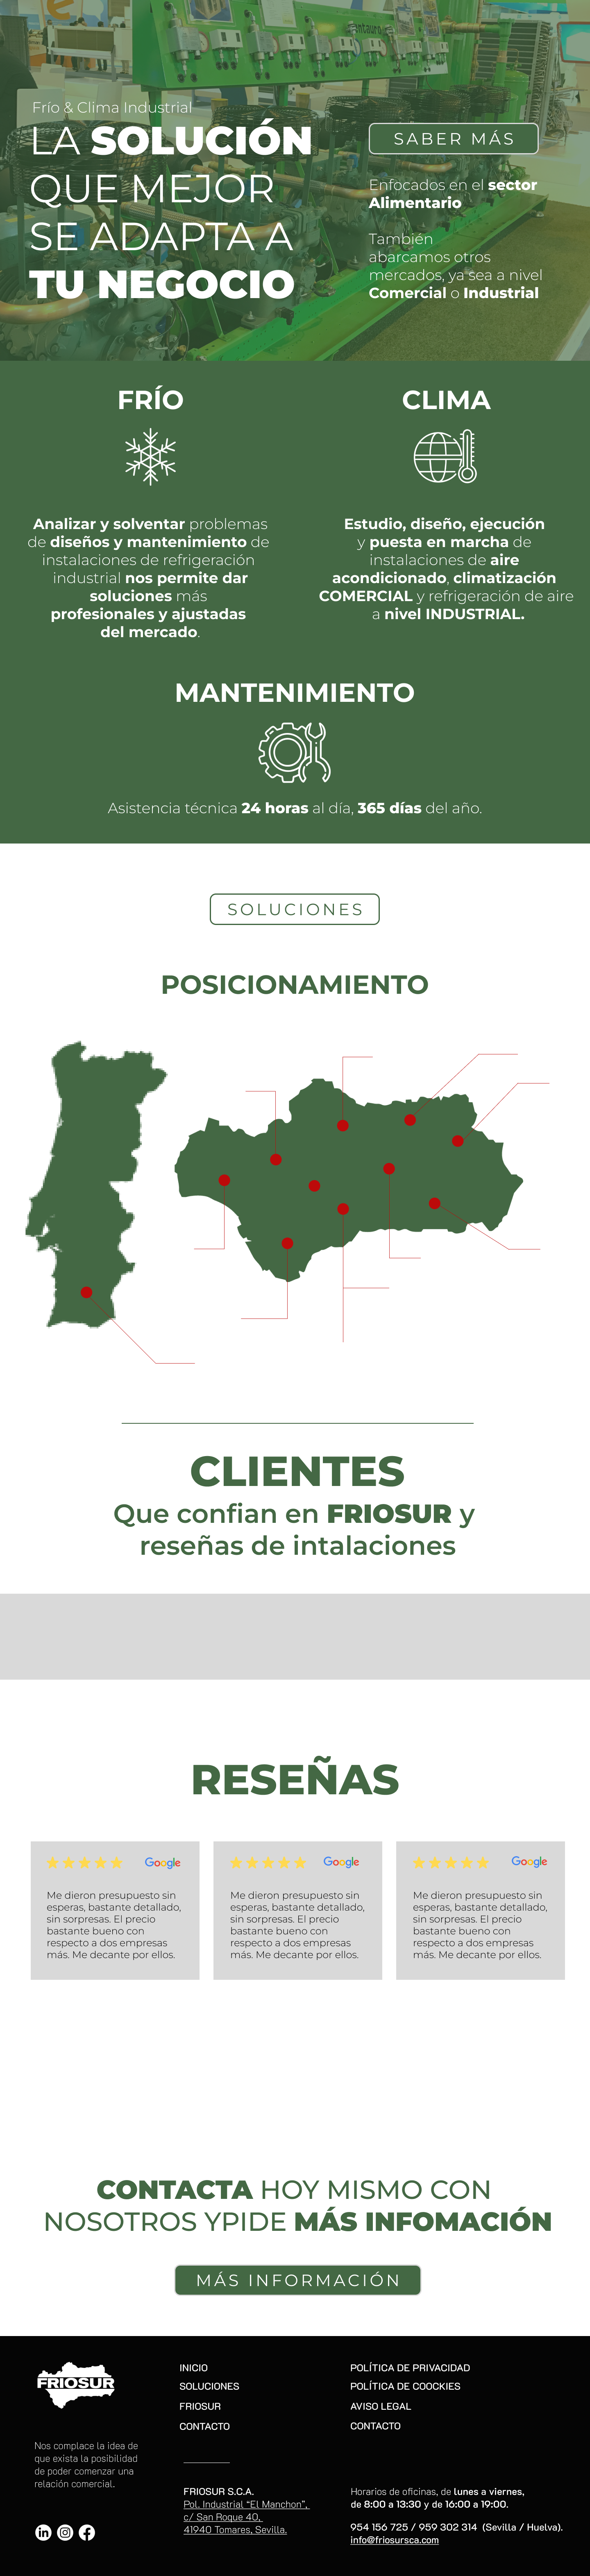 Frío & Clima Industrial
LA SOLUCIÓN
QUE MEJOR
SE ADAPTA A
TU NEGOCIO
SABER MÁS
Enfocados en el sector
Alimentario
También
abarcamos otros
mercados, ya sea a nivel
Comercial o Industrial
FRÍO
Analizar y solventar problemas
de diseños y mantenimiento de
instalaciones de refrigeración
industrial nos permite dar
soluciones más
profesionales y ajustadas
del mercado.
CLIMA
Estudio, diseño, ejecución
y puesta en marcha de
instalaciones de aire
acondicionado, climatización
COMERCIAL y refrigeración de aire
a nivel INDUSTRIAL.
MANTENIMIENTO
Asistencia técnica 24 horas al día, 365 días del año.
SOLUCIONES
POSICIONAMIENTO
CLIENTES
Que confian en FRIOSUR y
reseñas de intalaciones
RESEÑAS
Google
Me dieron presupuesto sin
esperas, bastante detallado,
sin sorpresas. El precio
bastante bueno con
respecto a dos empresas
más. Me decante por ellos.
Google
Me dieron presupuesto sin
esperas, bastante detallado,
sin sorpresas. El precio
bastante bueno con
respecto a dos empresas
más. Me decante por ellos.
Google
Me dieron presupuesto sin
esperas, bastante detallado,
sin sorpresas. El precio
bastante bueno con
respecto a dos empresas
más. Me decante por ellos.
CONTACTA HOY MISMO CON
NOSOTROS YPIDE MÁS INFOMACIÓN
MÁS INFORMACIÓN
FRIOSUR
Nos complace la idea de
que exista la posibilidad
de poder comenzar una
relación comercial.
INICIO
SOLUCIONES
FRIOSUR
CONTACTO
FRIOSUR S.C.A.
Pol. Industrial “El Manchon”,
c/ San Roque 40,
41940 Tomares, Sevilla.
POLÍTICA DE PRIVACIDAD
POLÍTICA DE COOCKIES
AVISO LEGAL
CONTACTO
Horarios de oficinas, de lunes a viernes,
de 8:00 a 13:30 y de 16:00 a 19:00.
954 156 725 / 959 302 314 (Sevilla / Huelva).
info@friosursca.com